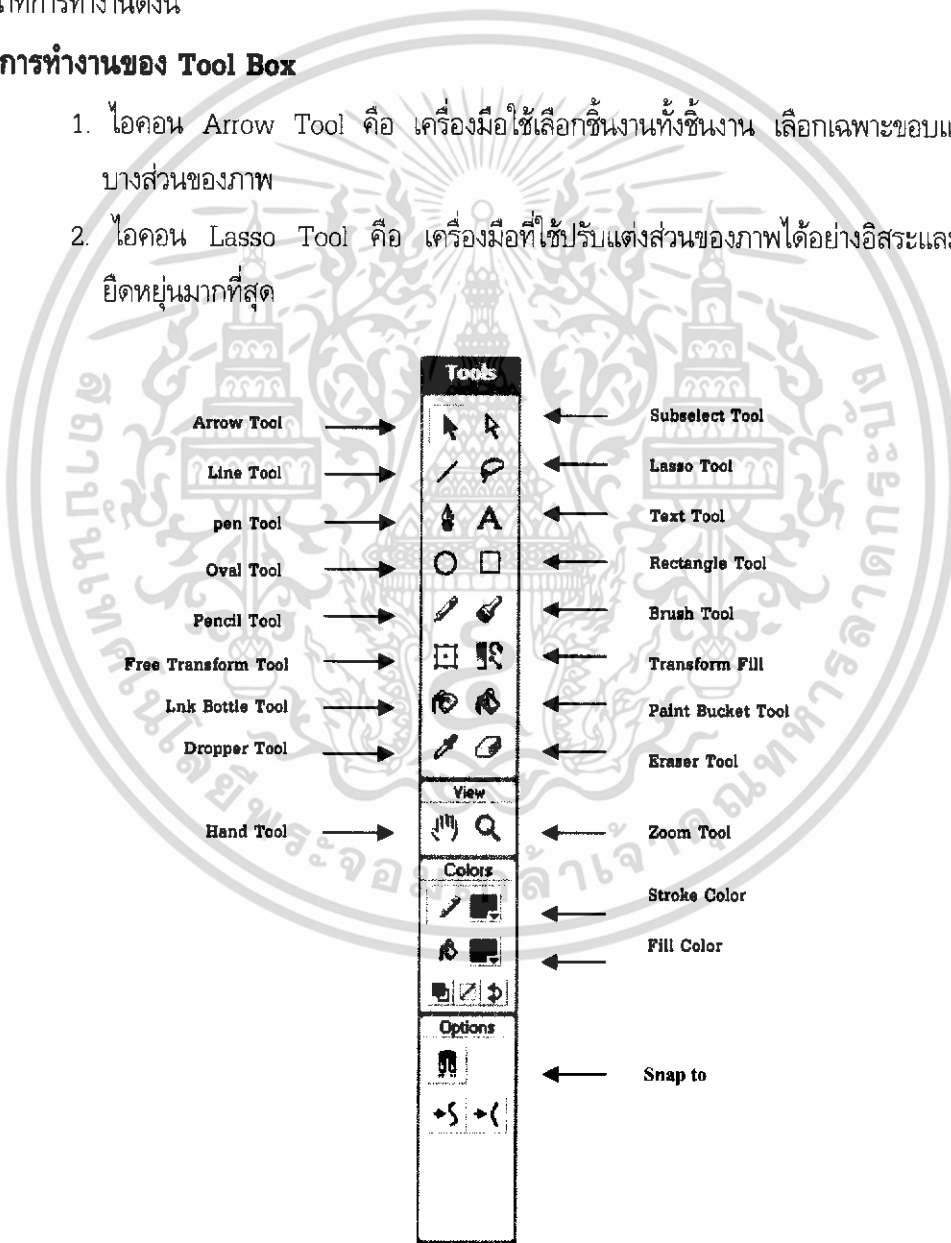 การทำงานของ Tool Box
1. ไอคอน Arrow Tool คือ เครื่องมือใช้เลือกชิ้นงานทั้งชิ้นงาน เลือกเฉพาะขอบ
บางส่วนของภาพ
2. ไอคอน Lasso Tool คือ เครื่องมือที่ใช้ปรับแต่งส่วนของภาพได้อย่างอิสระและ
ยืดหยุ่นมากที่สุด
Tools
Arrow Tool Subselect Tool
Line Tool Lasso Tool
pen Tool A Text Tool
Oval Tool Rectangle Tool
Pencil Tool Brush Tool
Free Transform Tool Transform Fill
Lnk Bottle Tool Paint Bucket Tool
Dropper Tool Eraser Tool
View
Hand Tool Zoom Tool
Colors
Stroke Color
Fill Color
Options
Snap to